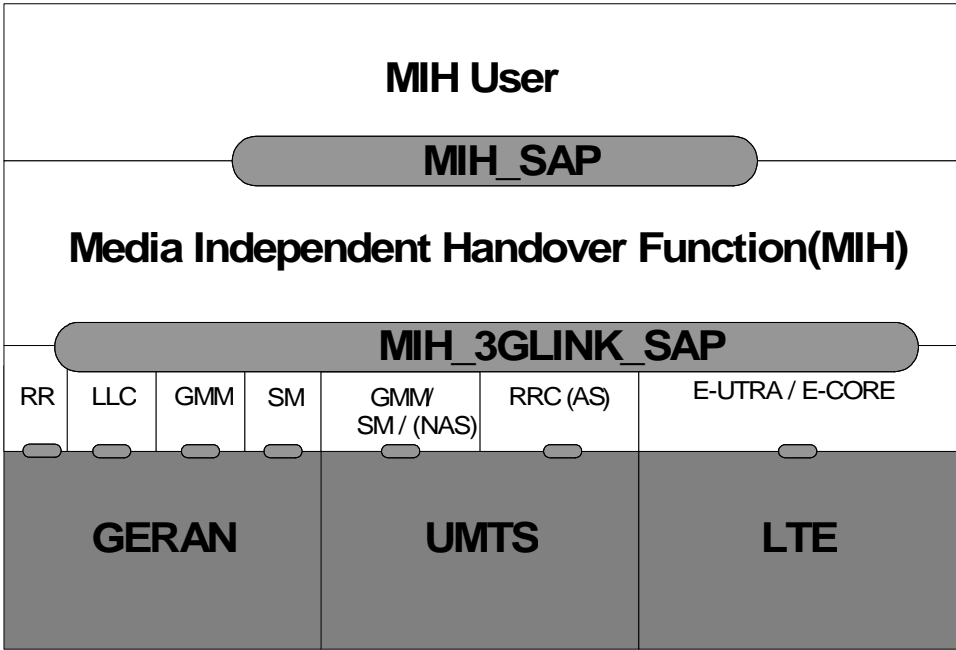 MIH User
MIH_SAP
Media Independent Handover Function(MIH)
MIH_3GLINK_SAP
RR
LLC
GMM
SM
GMM/
SM / (NAS)
RRC (AS)
E-UTRA / E-CORE
GERAN
UMTS
LTE